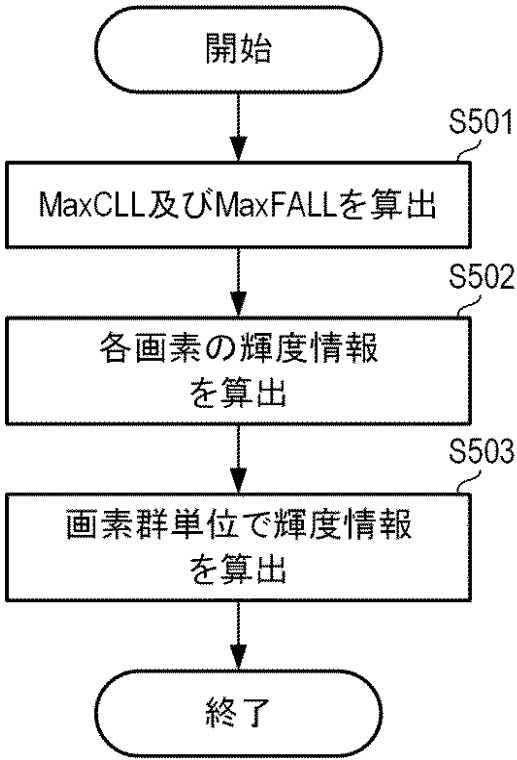 開始
S501
MaxCLL及びMaxFALLを算出
S502
各画素の輝度情報
を算出
S503
画素群単位で輝度情報
を算出
終了